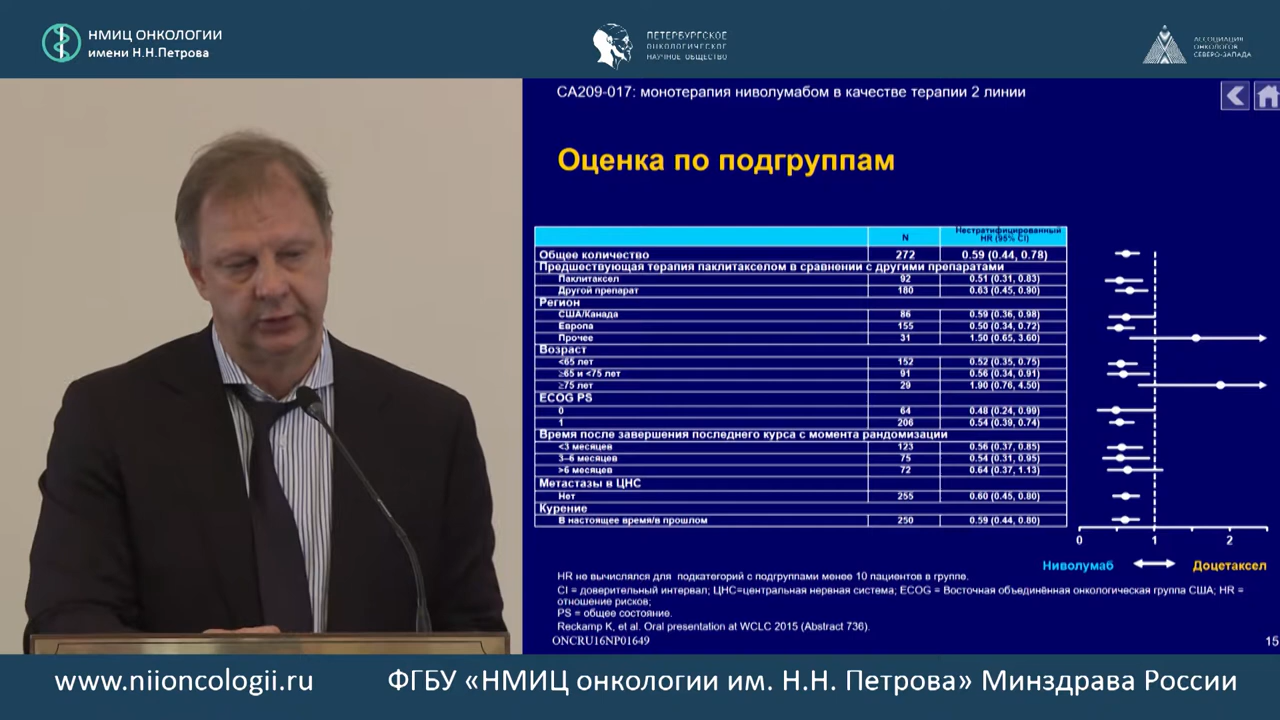 НМИЦ ОНКОЛОГИИ
имени Н.Н.Петрова
ПЕТЕРБУРГСКОЕ
ОНКОЛОГИЧЕСКОЕ
НАУЧНОЕ ОБЩЕСТВО
АССОЦИАЦИЯ
ОНКОЛОГОВ
СЕВЕРО-ЗАПАДА
CA209-017: монотерапия ниволумабом в качестве терапии 2 линии
Оценка по подгруппам
N Нестратифицированный
HR (95% CI)
Общее количество 272 0.59 (0.44, 0.78)
Предшествующая терапия паклитакселом в сравнении с другими препаратами
Паклитаксел 92 0.51 (0.31, 0.83)
Другой препарат 180 0.63 (0.45, 0.90)
Регион
США/Канада 86 0.59 (0.36, 0.98)
Европа 155 0.50 (0.34, 0.72)
Прочее 31 1.50 (0.65, 3.60)
Возраст
<65 лет 152 0.52 (0.35, 0.75)
≥65 и <75 лет 91 0.56 (0.34, 0.91)
≥75 лет 29 1.90 (0.76, 4.50)
ECOG PS
0 64 0.48 (0.24, 0.99)
1 206 0.54 (0.39, 0.74)
Время после завершения последнего курса с момента рандомизации
<3 месяцев 123 0.56 (0.37, 0.85)
3–6 месяцев 75 0.54 (0.31, 0.95)
>6 месяцев 72 0.64 (0.37, 1.13)
Метастазы в ЦНС
Нет 255 0.60 (0.45, 0.80)
Курение
В настоящее время/в прошлом 250 0.59 (0.44, 0.80)
0 1 2
Ниволумаб Доцетаксел
HR не вычислялся для подкатегорий с подгруппами менее 10 пациентов в группе.
CI = доверительный интервал; ЦНС=центральная нервная система; ECOG = Восточная объединённая онкологическая группа США; HR =
отношение рисков;
PS = общее состояние.
Reckamp K, et al. Oral presentation at WCLC 2015 (Abstract 736).
ONCRU16NP01649
15
www.niioncologii.ru ФГБУ «НМИЦ онкологии им. Н.Н. Петрова» Минздрава России